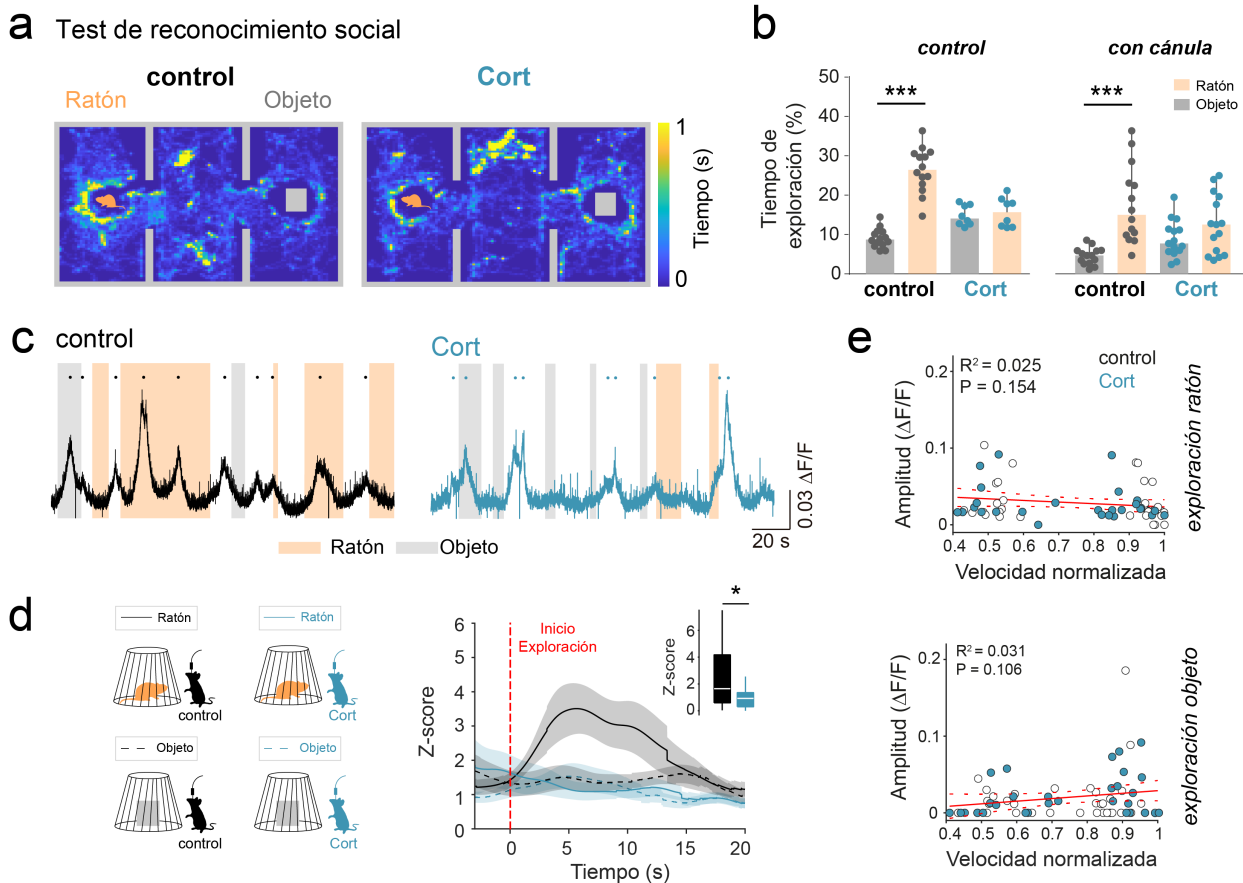 a
Test de reconocimiento social
control
Cort
Ratón
Objeto
1
Tiempo (s)
0
b
control
con cánula
50
40
30
20
10
0
Tiempo de
exploración (%)
***
***
Ratón
Objeto
control
Cort
control
Cort
c
control
Cort
0.03 ΔF/F
20 s
Ratón
Objeto
d
Ratón
Ratón
control
Cort
Objeto
Objeto
control
Cort
6
5
4
3
2
1
0
Z-score
Inicio
Exploración
*
6
4
2
0
Z-score
0
5
10
15
20
Tiempo (s)
e
R² = 0.025
P = 0.154
control
Cort
0.2
0.1
0
Amplitud (ΔF/F)
0.4
0.5
0.6
0.7
0.8
0.9
1
Velocidad normalizada
exploración ratón
R² = 0.031
P = 0.106
0.2
0.1
0
Amplitud (ΔF/F)
0.4
0.5
0.6
0.7
0.8
0.9
1
Velocidad normalizada
exploración objeto